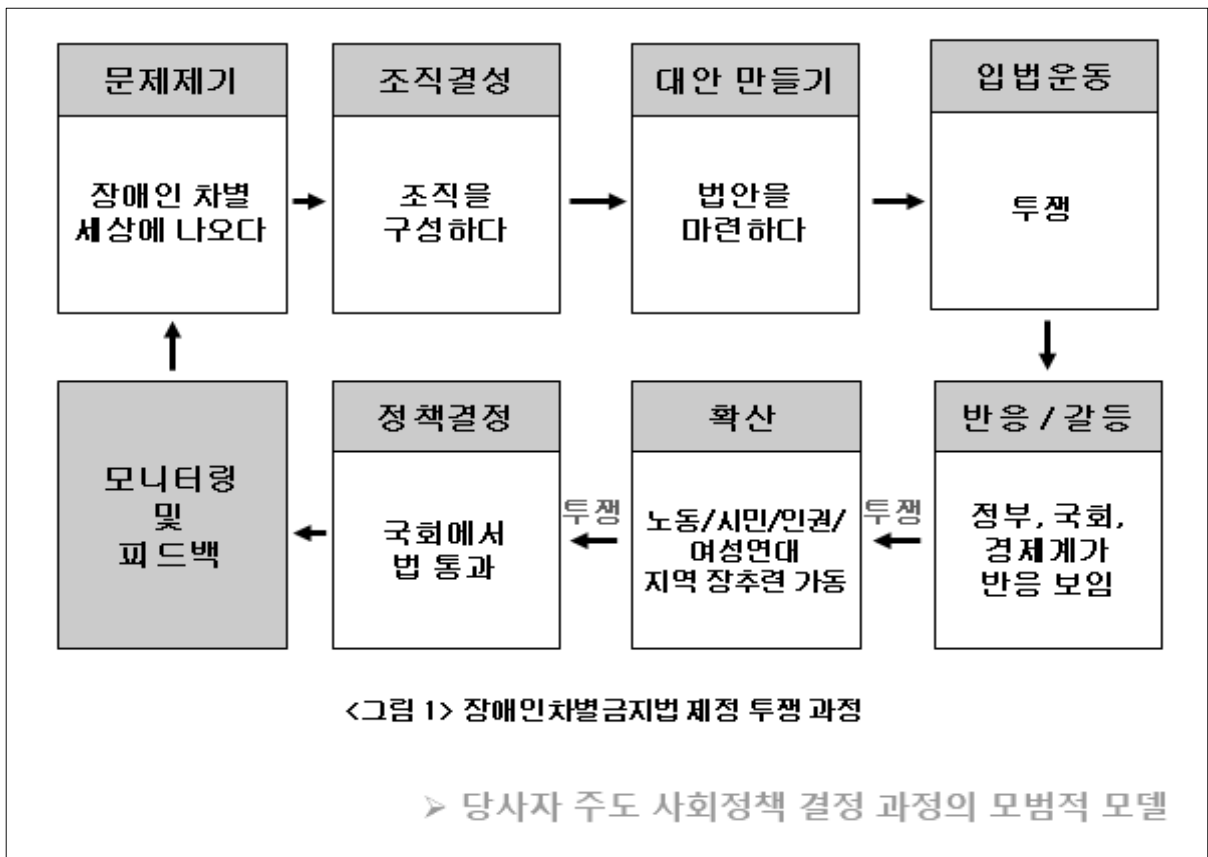 문제제기
장애인 차별
세상에 나오다
조직결성
조직을
구성하다
대안 만들기
법안을
마련하다
입법운동
투쟁
반응 / 갈등
정부, 국회,
경제계가
반응 보임
투쟁
확산
노동/시민/인권/
여성연대
지역 장추련 가동
투쟁
정책결정
국회에서
법 통과
모니터링
및
피드백
<그림 1> 장애인차별금지법 제정 투쟁 과정
➢ 당사자 주도 사회정책 결정 과정의 모범적 모델